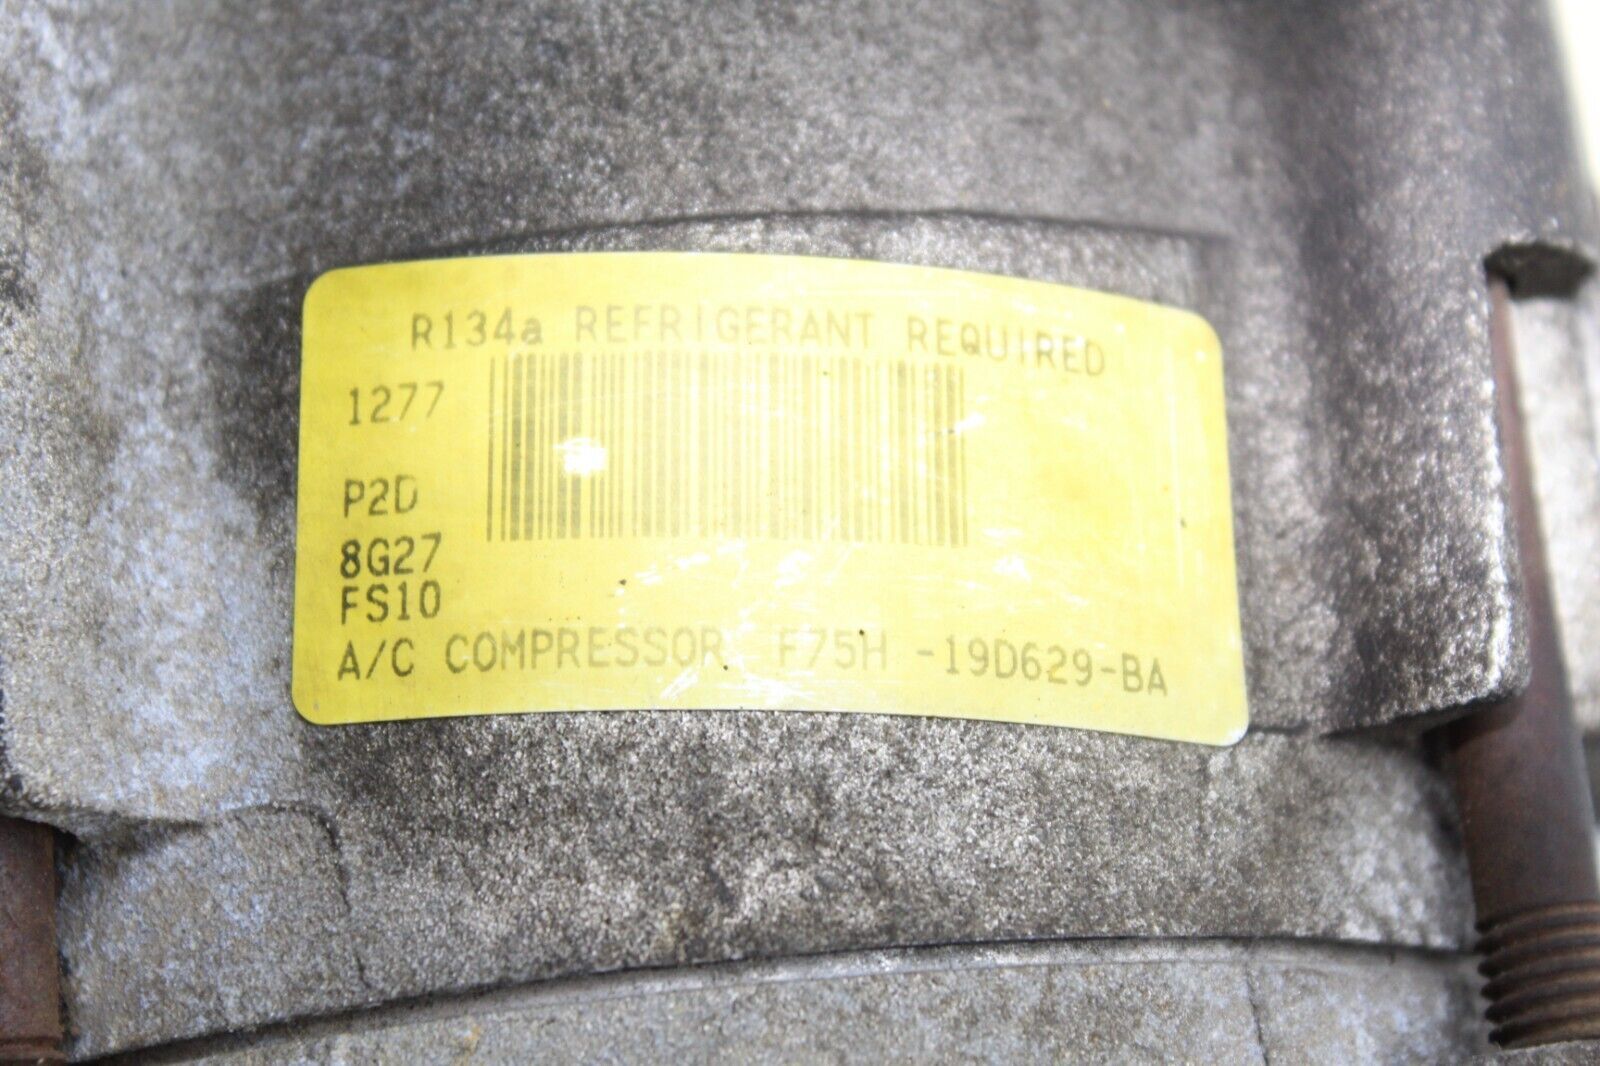 R134a REFRIGERANT REQUIRED
1277
P2D
8G27
FS10
A/C COMPRESSOR F75H -19D629-BA